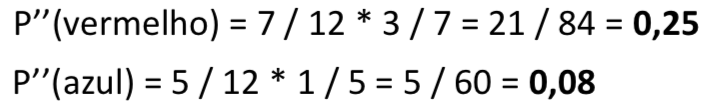 P’’(vermelho) = 7 / 12 * 3 / 7 = 21 / 84 = 0,25
P’’(azul) = 5 / 12 * 1 / 5 = 5 / 60 = 0,08